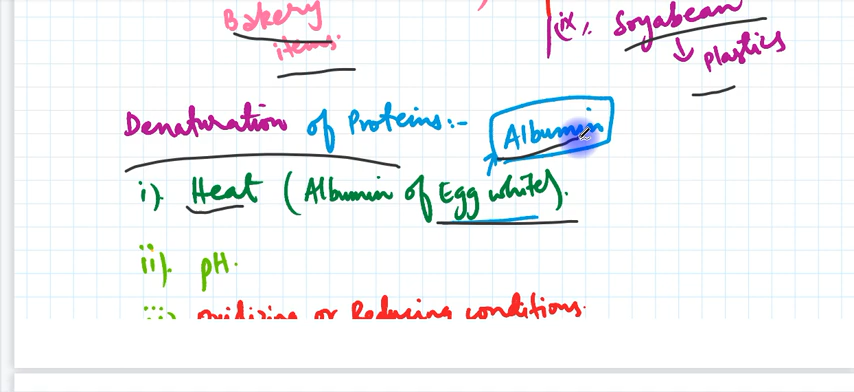 Bakery
items.
ix, Soyabean
↓
Plastics
Denaturation of Proteins:-
Albumin
i). Heat (Albumin of Egg white).
ii). pH.
iii) oxidizing or Reducing conditions.